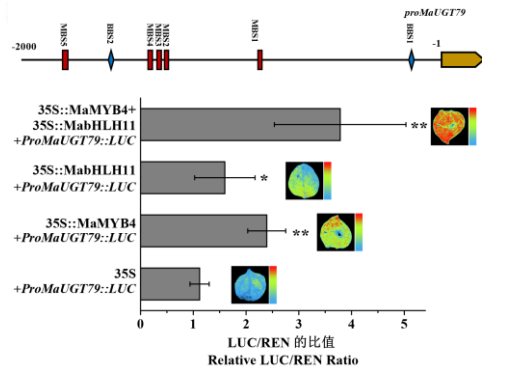 proMaUGT79
-2000
MBS5
BBS2
MBS4
MBS3
MBS2
MBS1
BBS1
-1
35S::MaMYB4+
35S::MabHLH11
+ProMaUGT79::LUC
**
35S::MabHLH11
+ProMaUGT79::LUC
*
35S::MaMYB4
+ProMaUGT79::LUC
**
35S
+ProMaUGT79::LUC
0
1
2
3
4
5
LUC/REN 的比值
Relative LUC/REN Ratio